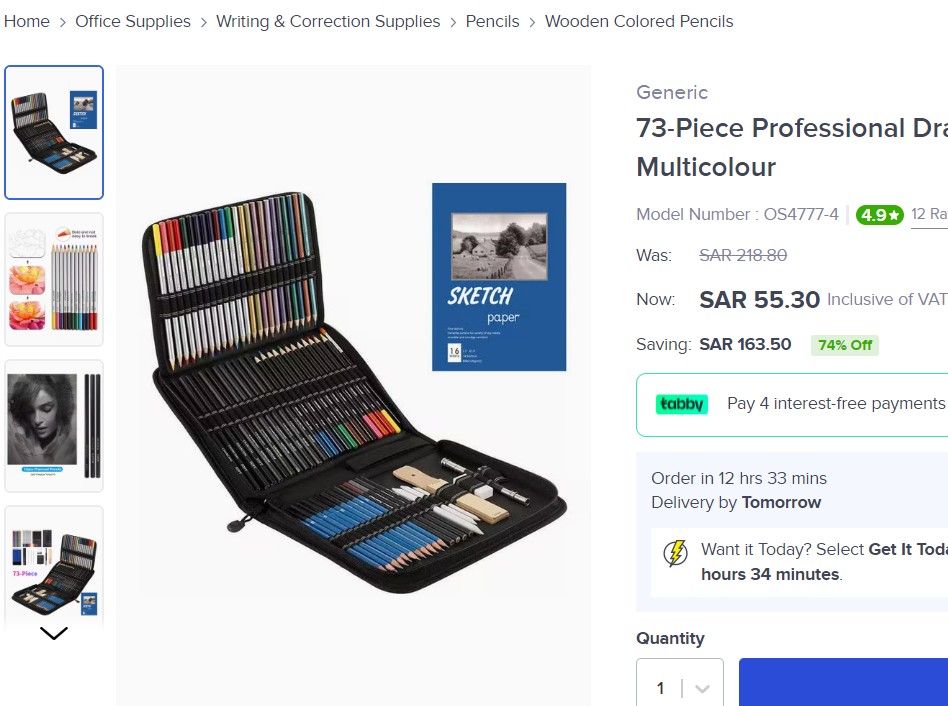 Home > Office Supplies > Writing & Correction Supplies > Pencils > Wooden Colored Pencils
Generic
73-Piece Professional Dra
Multicolour
Model Number : OS4777-4 4.9★ 12 Ra
Was: SAR 218.80
Now: SAR 55.30 Inclusive of VAT
Saving: SAR 163.50 74% Off
tabby Pay 4 interest-free payments
Order in 12 hrs 33 mins
Delivery by Tomorrow
Want it Today? Select Get It Toda
hours 34 minutes.
Quantity
1
SKETCH
paper
16
73-Piece